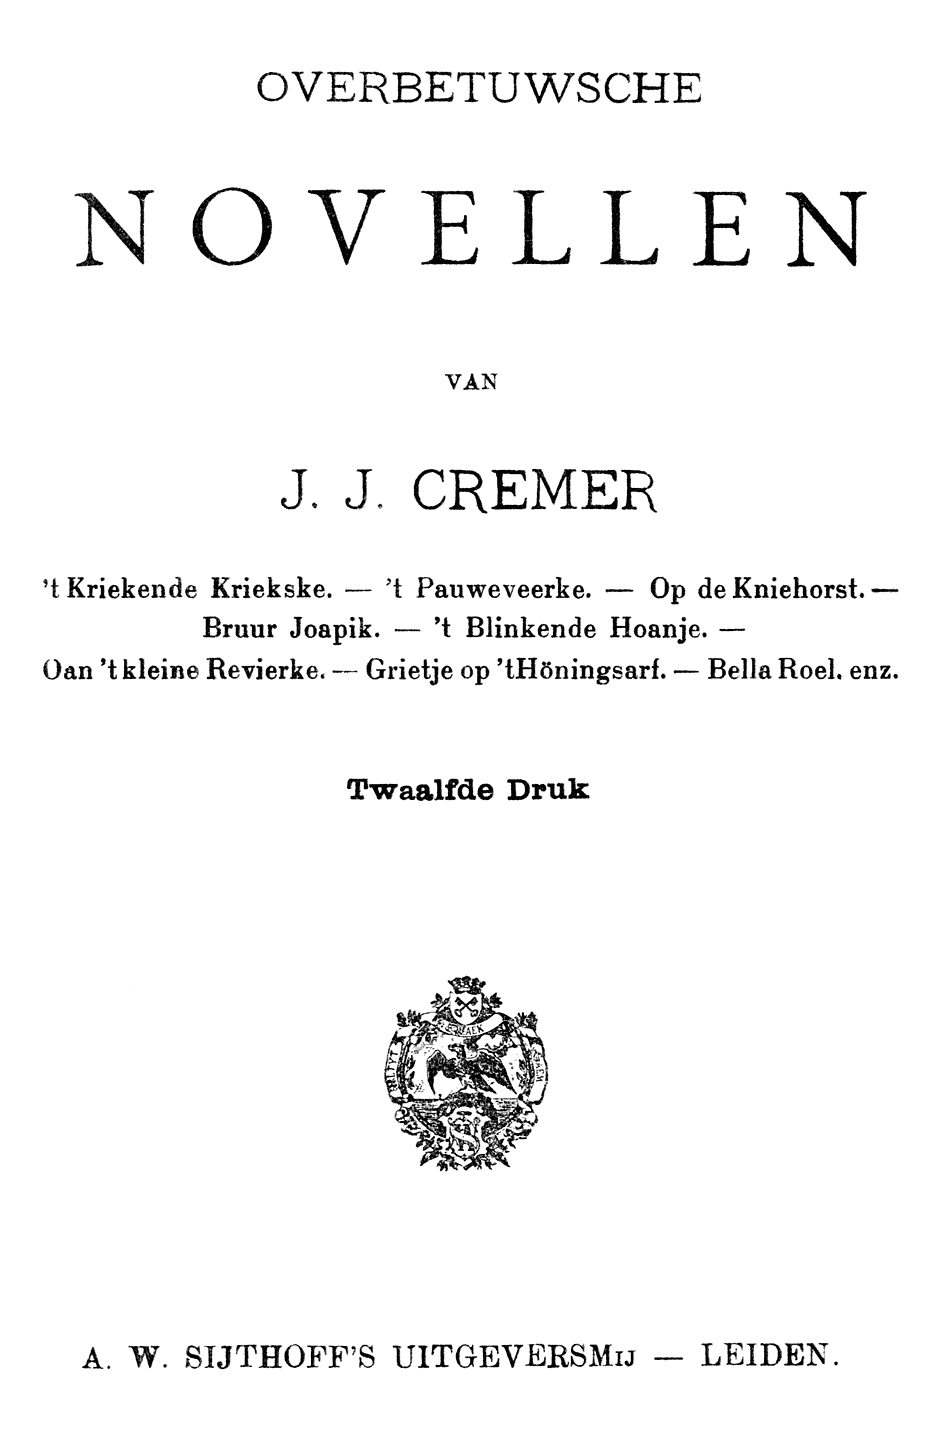 OVERBETUWSCHE
NOVELLEN
VAN
J. J. CREMER
’t Kriekende Kriekske. — ’t Pauweveerke. — Op de Kniehorst. —
Bruur Joapik. — ’t Blinkende Hoanje. —
Oan ’t kleine Revierke. — Grietje op ’t Höningsarf. — Bella Roel, enz.
Twaalfde Druk
A. W. SIJTHOFF’S UITGEVERSMIJ — LEIDEN.